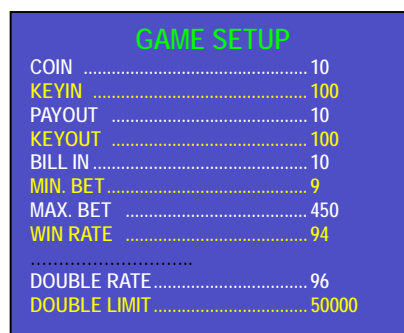 GAME SETUP
COIN ........................................ 10
KEYIN ...................................... 100
PAYOUT .................................... 10
KEYOUT .................................... 100
BILL IN ...................................... 10
MIN. BET .................................... 9
MAX. BET .................................. 450
WIN RATE .................................. 94
.............................
DOUBLE RATE ............................ 96
DOUBLE LIMIT ............................ 50000